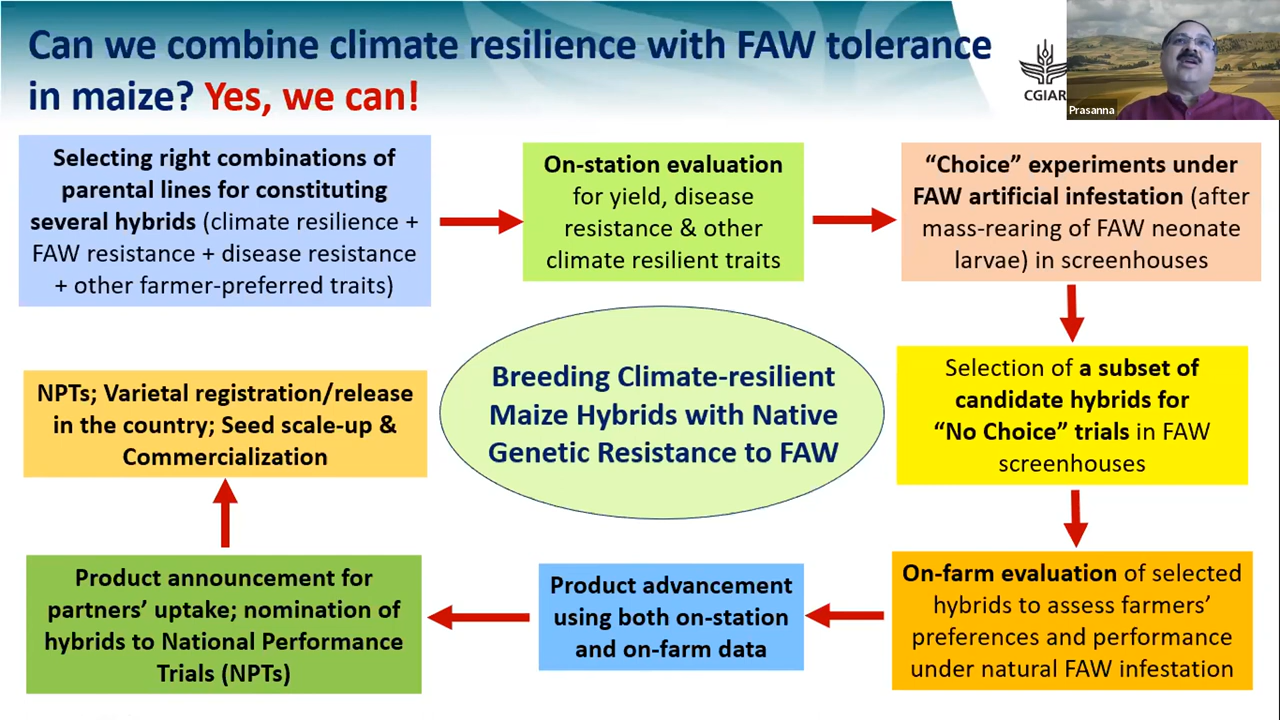 Can we combine climate resilience with FAW tolerance
in maize? Yes, we can!
CGIAR
Prasanna
Selecting right combinations of
parental lines for constituting
several hybrids (climate resilience +
FAW resistance + disease resistance
+ other farmer-preferred traits)
On-station evaluation
for yield, disease
resistance & other
climate resilient traits
“Choice” experiments under
FAW artificial infestation (after
mass-rearing of FAW neonate
larvae) in screenhouses
Selection of a subset of
candidate hybrids for
“No Choice” trials in FAW
screenhouses
On-farm evaluation of selected
hybrids to assess farmers’
preferences and performance
under natural FAW infestation
Product advancement
using both on-station
and on-farm data
Product announcement for
partners’ uptake; nomination of
hybrids to National Performance
Trials (NPTs)
NPTs; Varietal registration/release
in the country; Seed scale-up &
Commercialization
Breeding Climate-resilient
Maize Hybrids with Native
Genetic Resistance to FAW